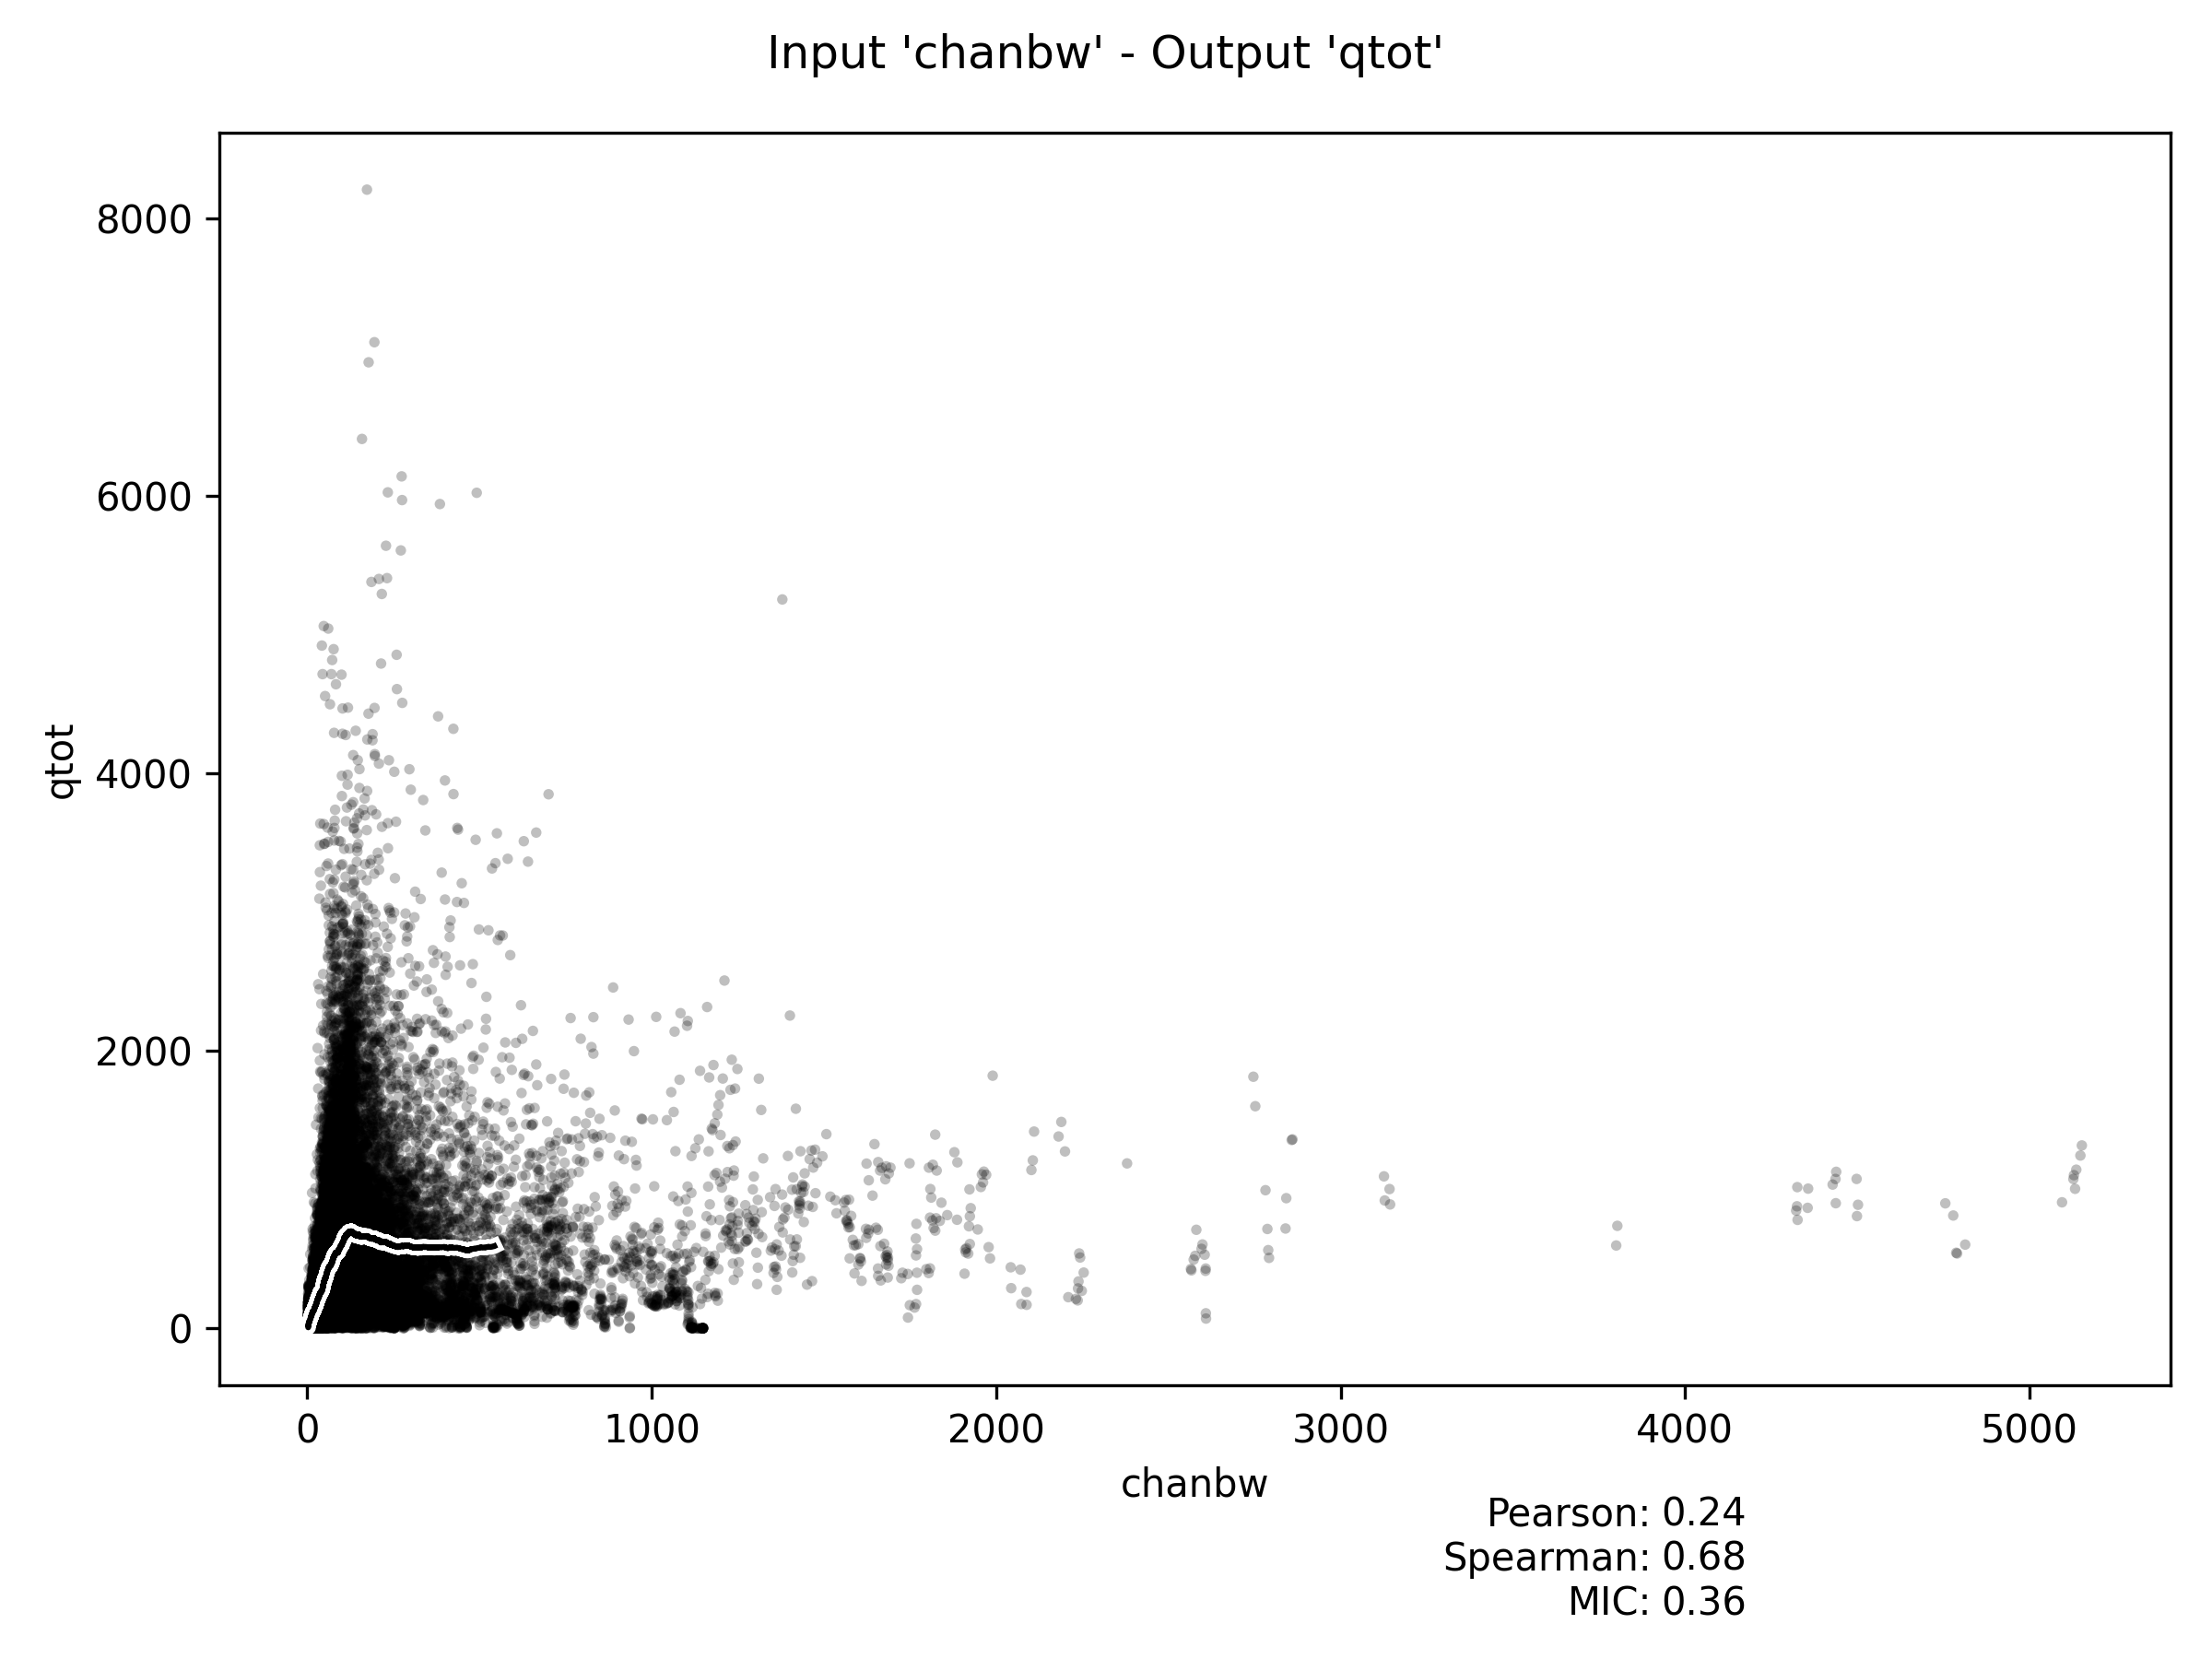 Input 'chanbw' - Output 'qtot'
8000
6000
4000
2000
0
qtot
0 1000 2000 3000 4000 5000
chanbw
Pearson: 0.24
Spearman: 0.68
MIC: 0.36